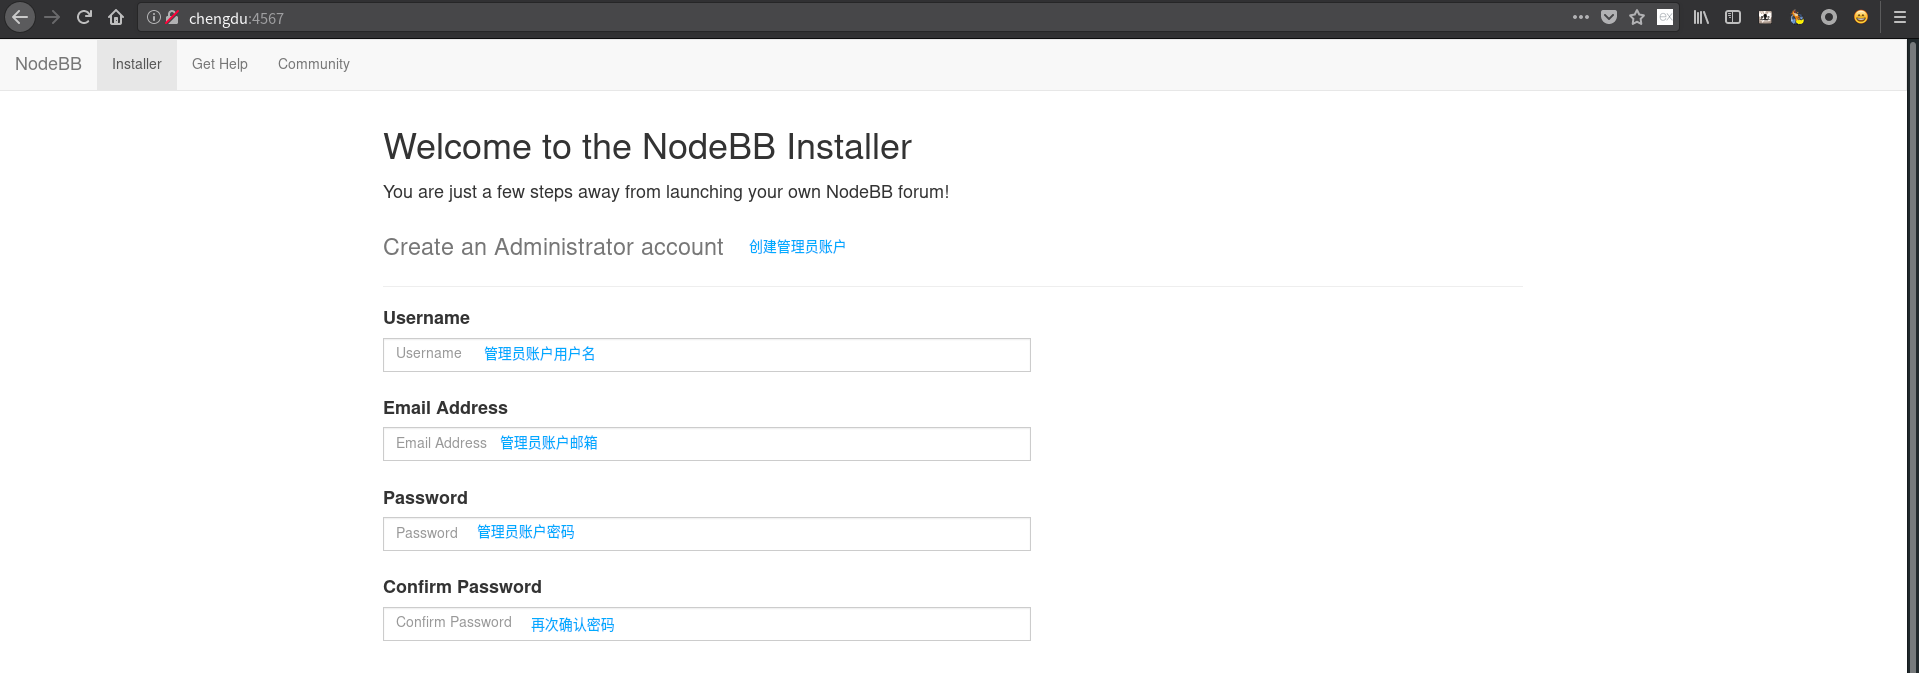 chengdu:4567
NodeBB Installer Get Help Community
Welcome to the NodeBB Installer
You are just a few steps away from launching your own NodeBB forum!
Create an Administrator account 创建管理员账户
Username
Username 管理员账户用户名
Email Address
Email Address 管理员账户邮箱
Password
Password 管理员账户密码
Confirm Password
Confirm Password 再次确认密码